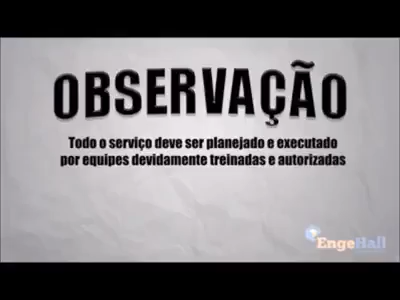 OBSERVAÇÃO
Todo o serviço deve ser planejado e executado
por equipes devidamente treinadas e autorizadas
EngeHall